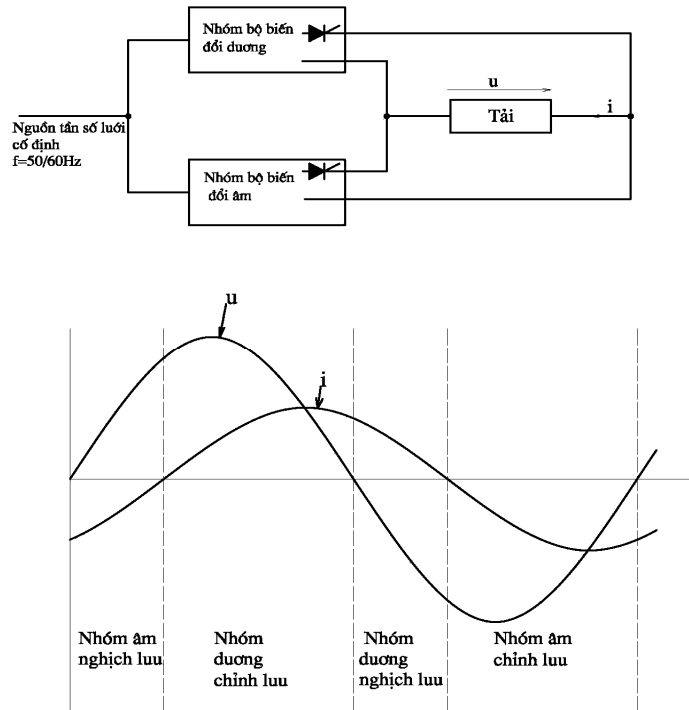 Nhóm bộ biến
đổi dương
u
i
Tải
Nguồn tần số lưới
cố định
f=50/60Hz
Nhóm bộ biến
đổi âm
u
i
Nhóm âm
nghịch lưu
Nhóm
dương
chỉnh lưu
Nhóm
dương
nghịch lưu
Nhóm âm
chỉnh lưu